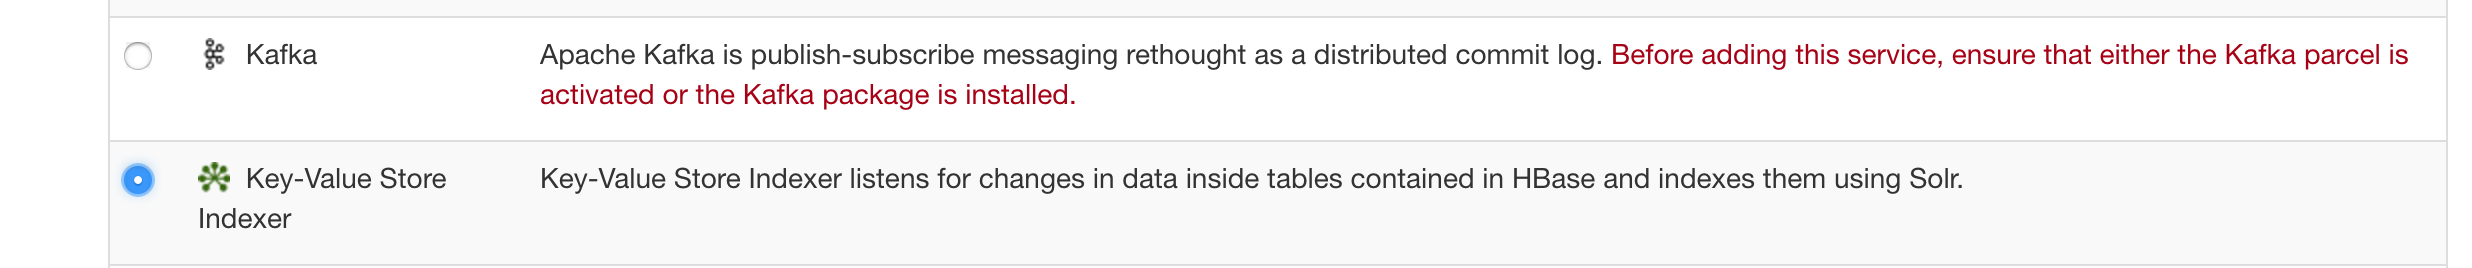 Kafka
Apache Kafka is publish-subscribe messaging rethought as a distributed commit log. Before adding this service, ensure that either the Kafka parcel is
activated or the Kafka package is installed.
Key-Value Store
Indexer
Key-Value Store Indexer listens for changes in data inside tables contained in HBase and indexes them using Solr.